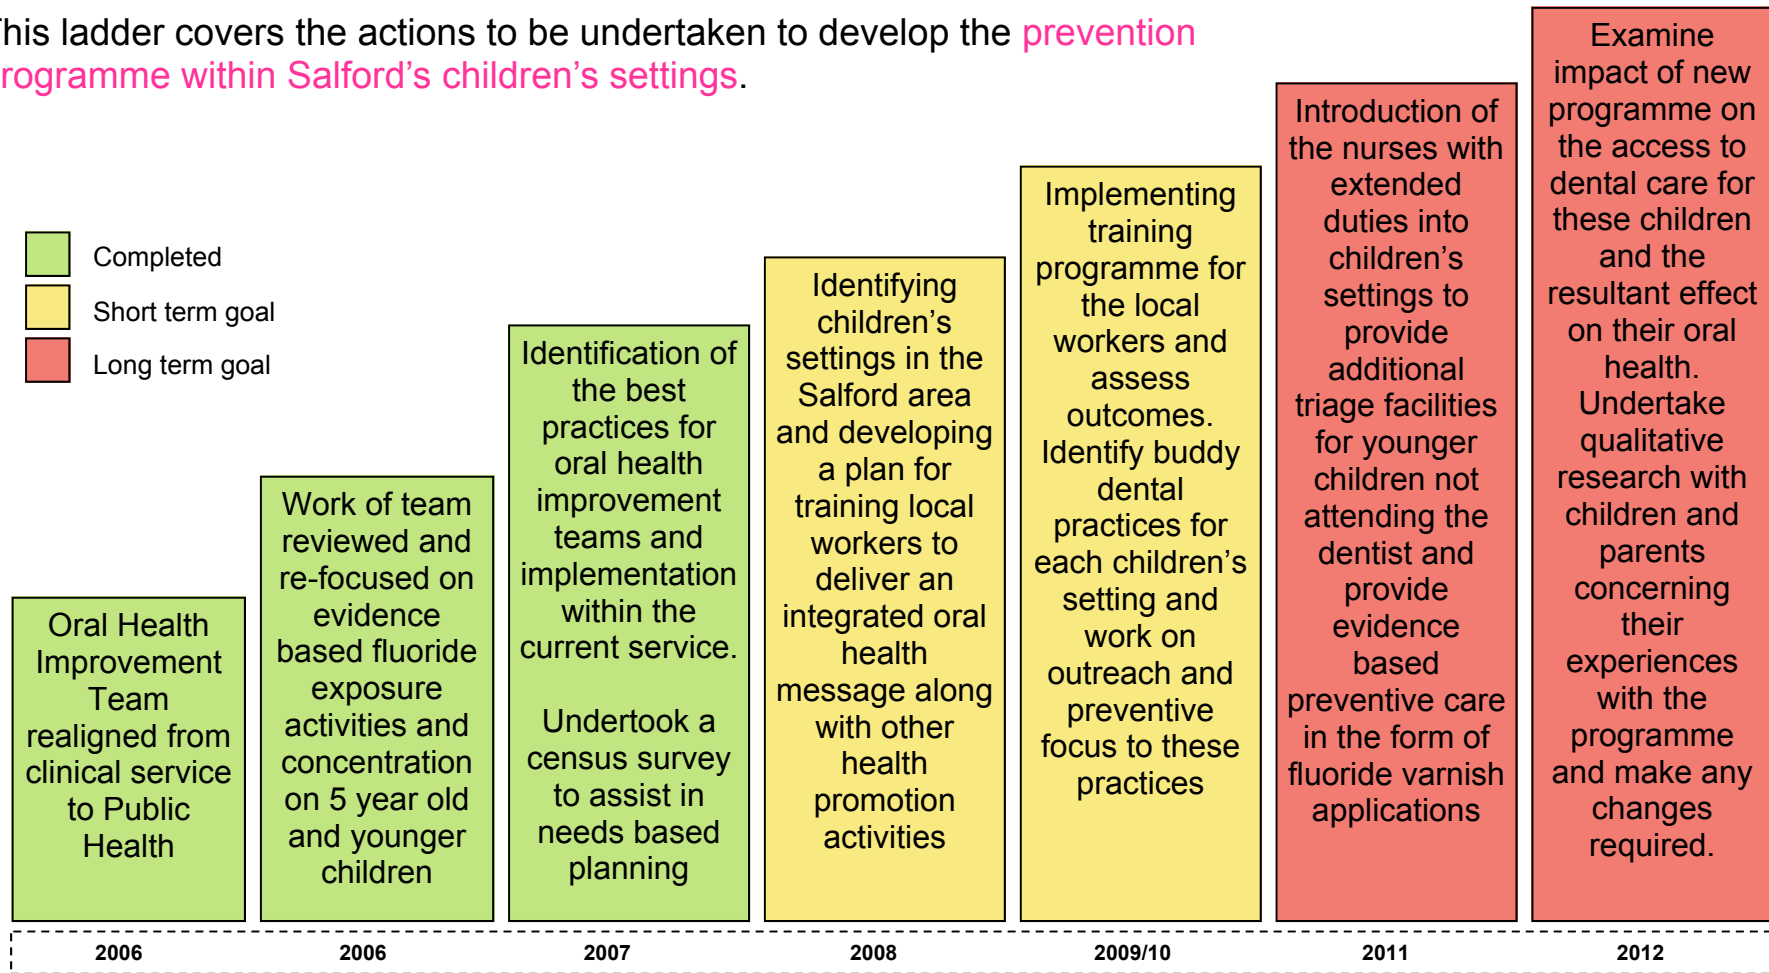 This ladder covers the actions to be undertaken to develop the prevention
rogramme within Salford's children's settings.
Completed
Short term goal
Long term goal
Oral Health
Improvement
Team
realigned from
clinical service
to Public
Health
Work of team
reviewed and
re-focused on
evidence
based fluoride
exposure
activities and
concentration
on 5 year old
and younger
children
Identification of
the best
practices for
oral health
improvement
teams and
implementation
within the
current service.
Undertook a
census survey
to assist in
needs based
planning
Identifying
children's
settings in the
Salford area
and developing
a plan for
training local
workers to
deliver an
integrated oral
health
message along
with other
health
promotion
activities
Implementing
training
programme for
the local
workers and
assess
outcomes.
Identify buddy
dental
practices for
each children's
setting and
work on
outreach and
preventive
focus to these
practices
Introduction of
the nurses with
extended
duties into
children's
settings to
provide
additional
triage facilities
for younger
children not
attending the
dentist and
provide
evidence
based
preventive care
in the form of
fluoride varnish
applications
Examine
impact of new
programme on
the access to
dental care for
these children
and the
resultant effect
on their oral
health.
Undertake
qualitative
research with
children and
parents
concerning
their
experiences
with the
programme
and make any
changes
required.
2006
2006
2007
2008
2009/10
2011
2012